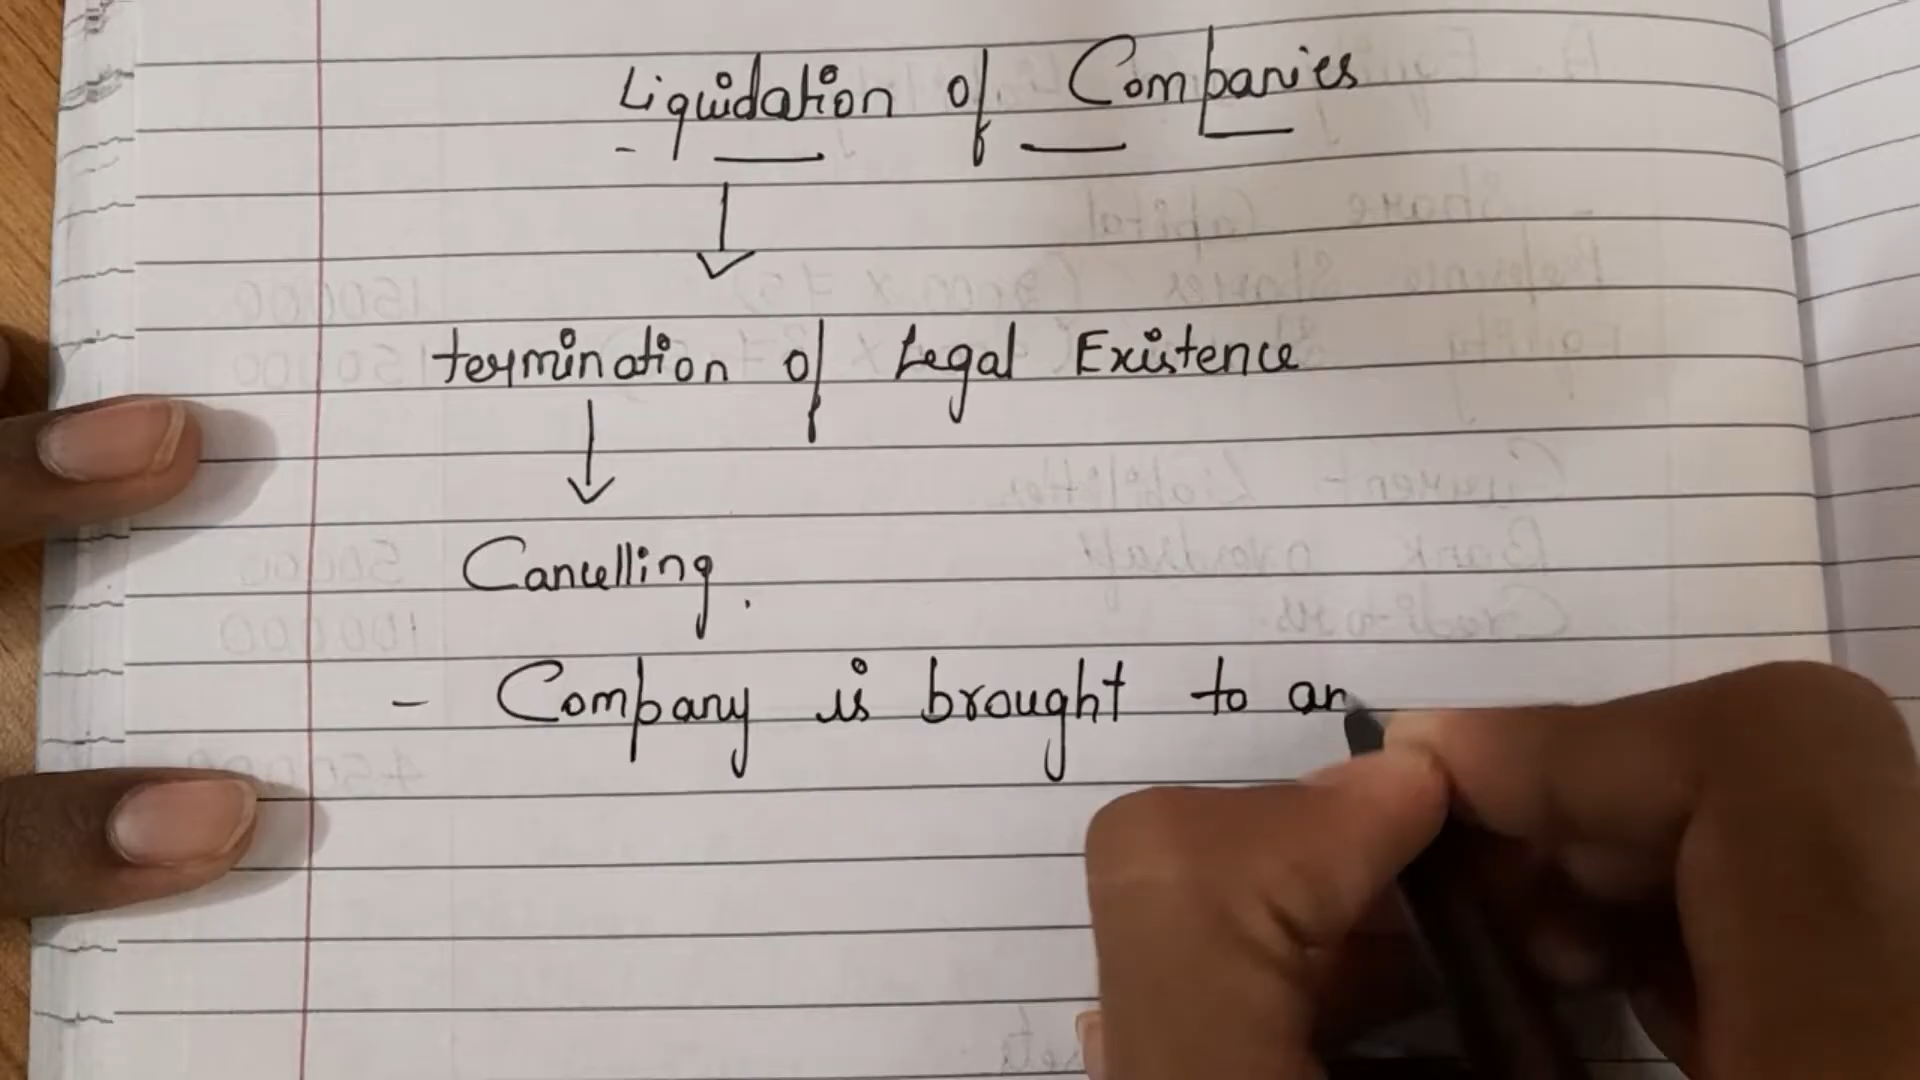 Liquidation of Companies
termination of Legal Existence
Cancelling.
- Company is brought to an